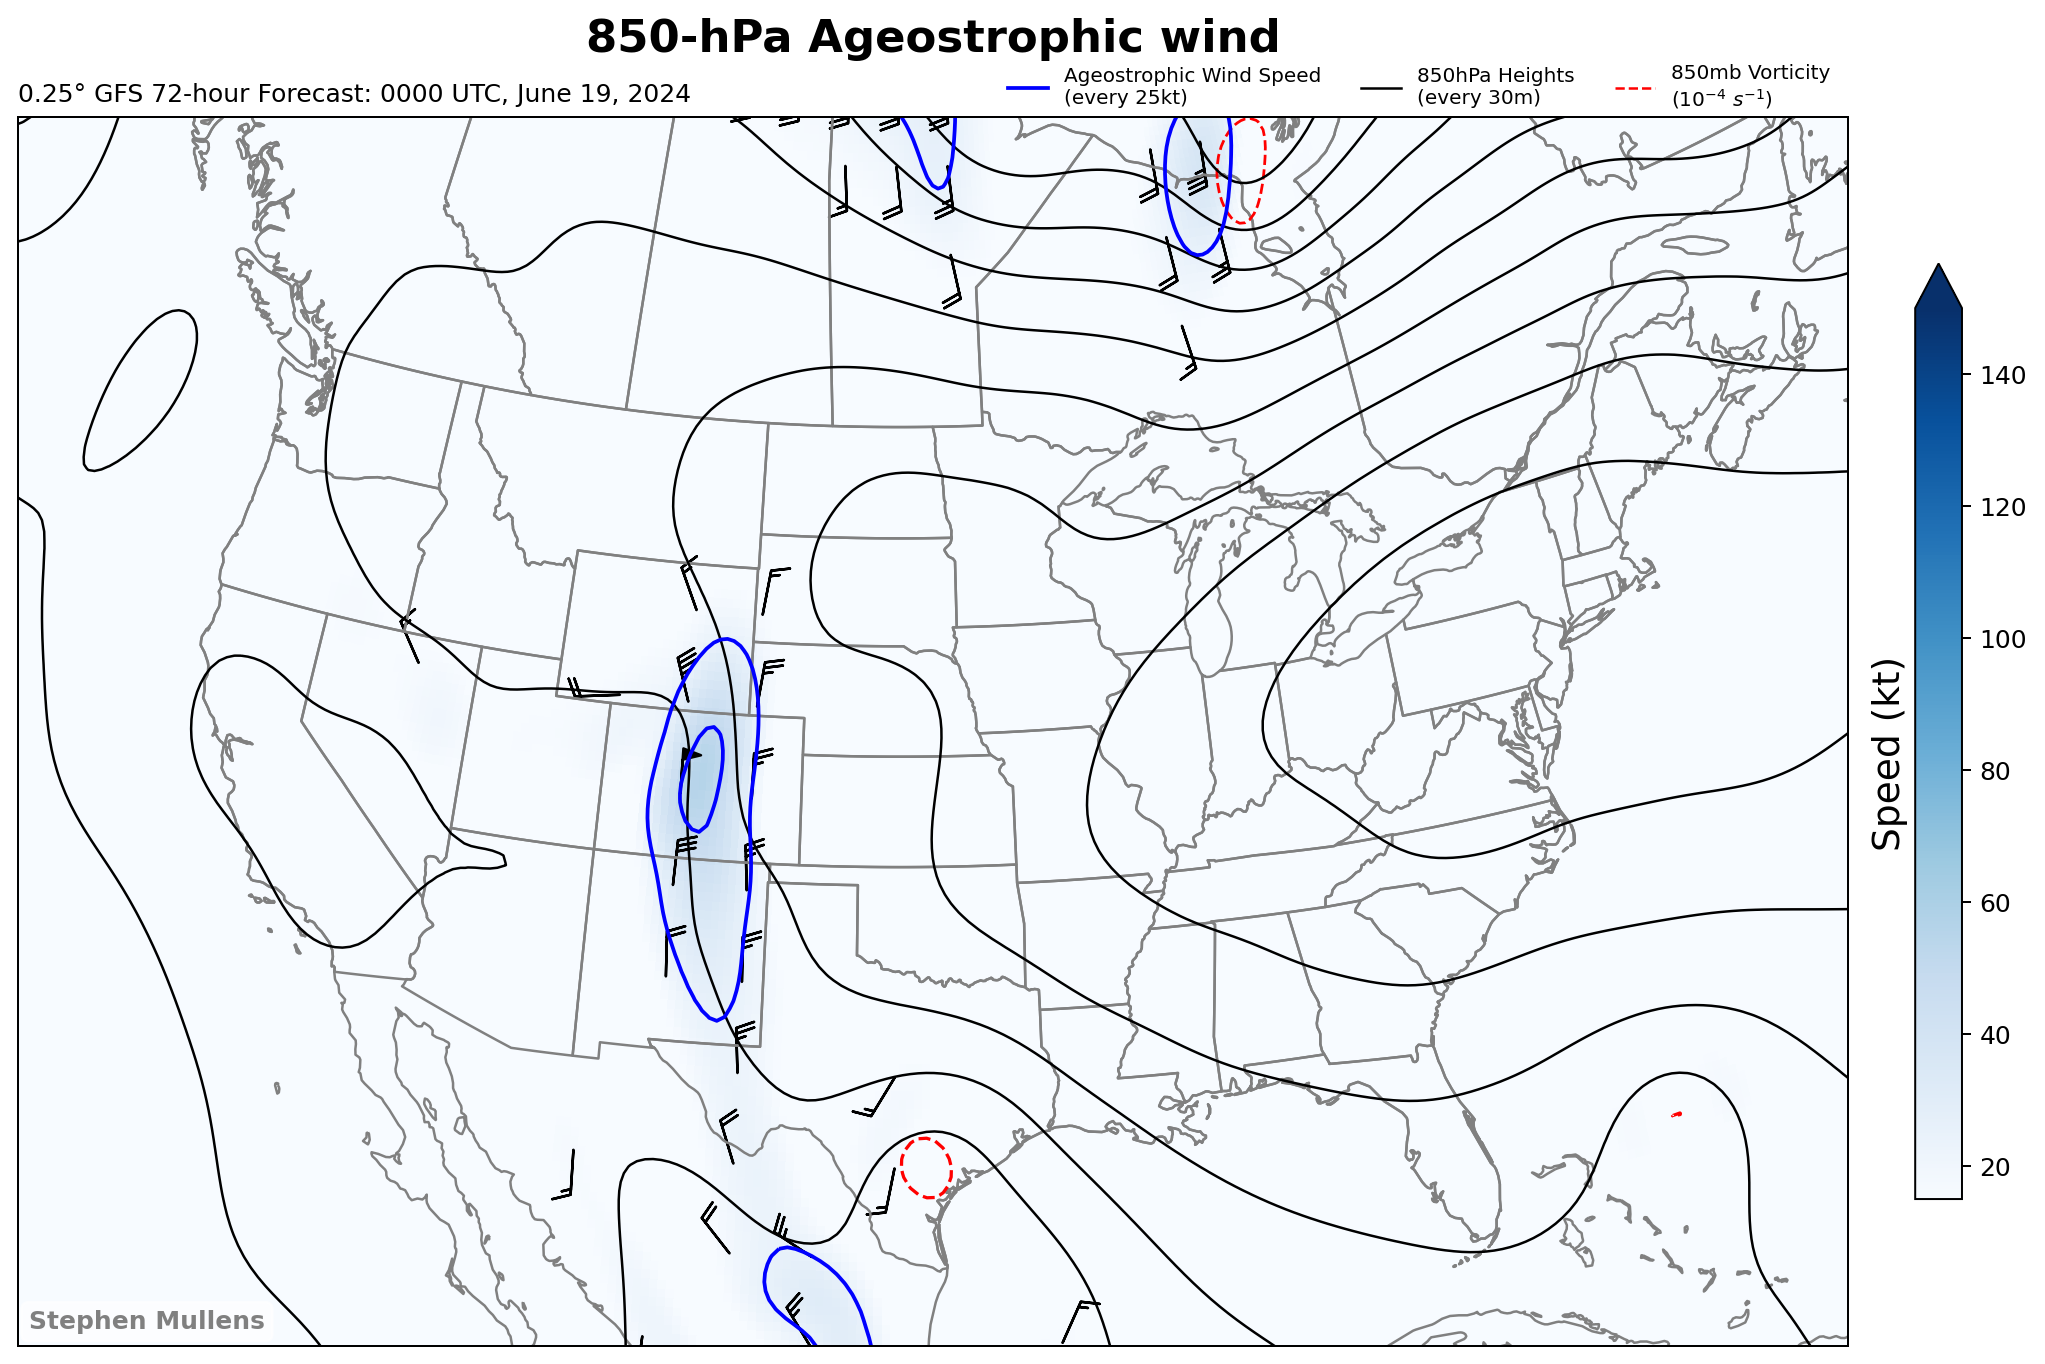 850-hPa Ageostrophic wind
0.25° GFS 72-hour Forecast: 0000 UTC, June 19, 2024
Ageostrophic Wind Speed
(every 25kt)
850hPa Heights
(every 30m)
850mb Vorticity
(10⁻⁴ s⁻¹)
140
120
100
80
60
40
20
Speed (kt)
Stephen Mullens